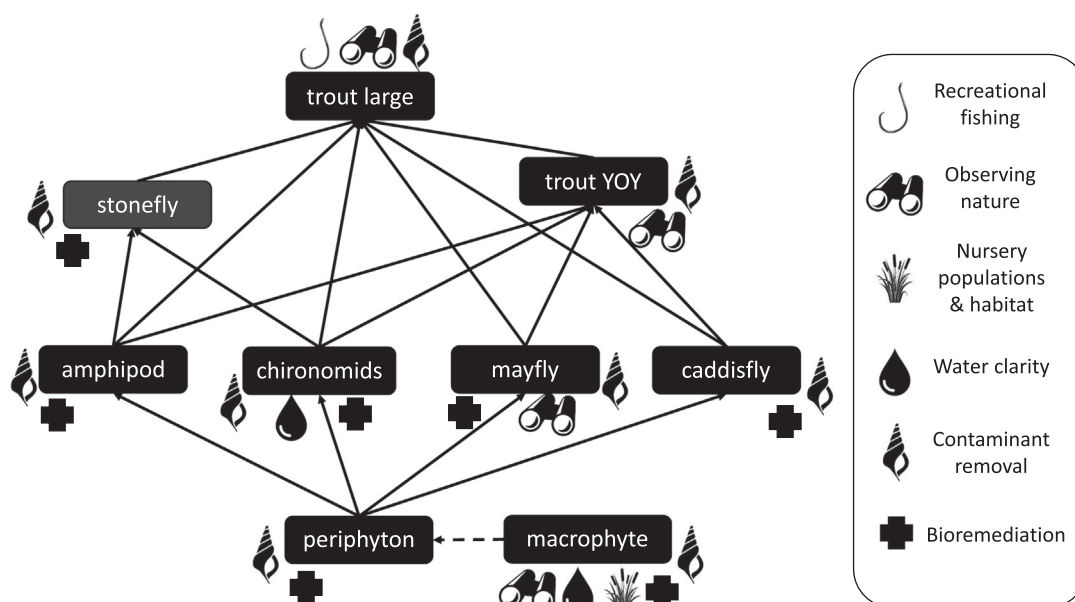 trout large
trout YOY
stonefly
amphipod
chironomids
mayfly
caddisfly
periphyton
macrophyte
Recreational
fishing
Observing
nature
Nursery
populations
& habitat
Water clarity
Contaminant
removal
Bioremediation